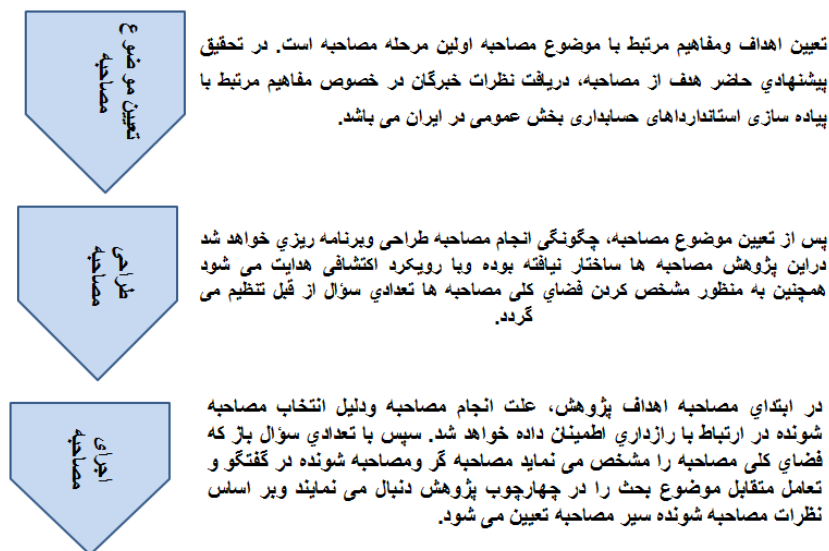 تعیین مو ضو ع
مصاحبه
تعیین اهداف ومفاهیم مرتبط با موضوع مصاحبه اولین مرحله مصاحبه است. در تحقیق
پیشنهادي حاضر هدف از مصاحبه، دریافت نظرات خبرگان در خصوص مفاهیم مرتبط با
پیاده سازی استاندارداهای حسابداری بخش عمومی در ایران می باشد.
طراحی
مصاحبه
پس از تعیین موضوع مصاحبه، چگونگی انجام مصاحبه طراحی وبرنامه ریزي خواهد شد
دراین پژوهش مصاحبه ها ساختار نیافته بوده وبا رویکرد اکتشافی هدایت می شود
همچنین به منظور مشخص کردن فضاي کلی مصاحبه ها تعدادي سؤال از قبل تنظیم می
گردد.
اجرای
مصاحبه
در ابتداي مصاحبه اهداف پژوهش، علت انجام مصاحبه ودلیل انتخاب مصاحبه
شونده در ارتباط با رازداري اطمینان داده خواهد شد. سپس با تعدادي سؤال باز که
فضاي کلی مصاحبه را مشخص می نماید مصاحبه گر ومصاحبه شونده در گفتگو و
تعامل متقابل موضوع بحث را در چهارچوب پژوهش دنبال می نمایند وبر اساس
نظرات مصاحبه شونده سیر مصاحبه تعیین می شود.